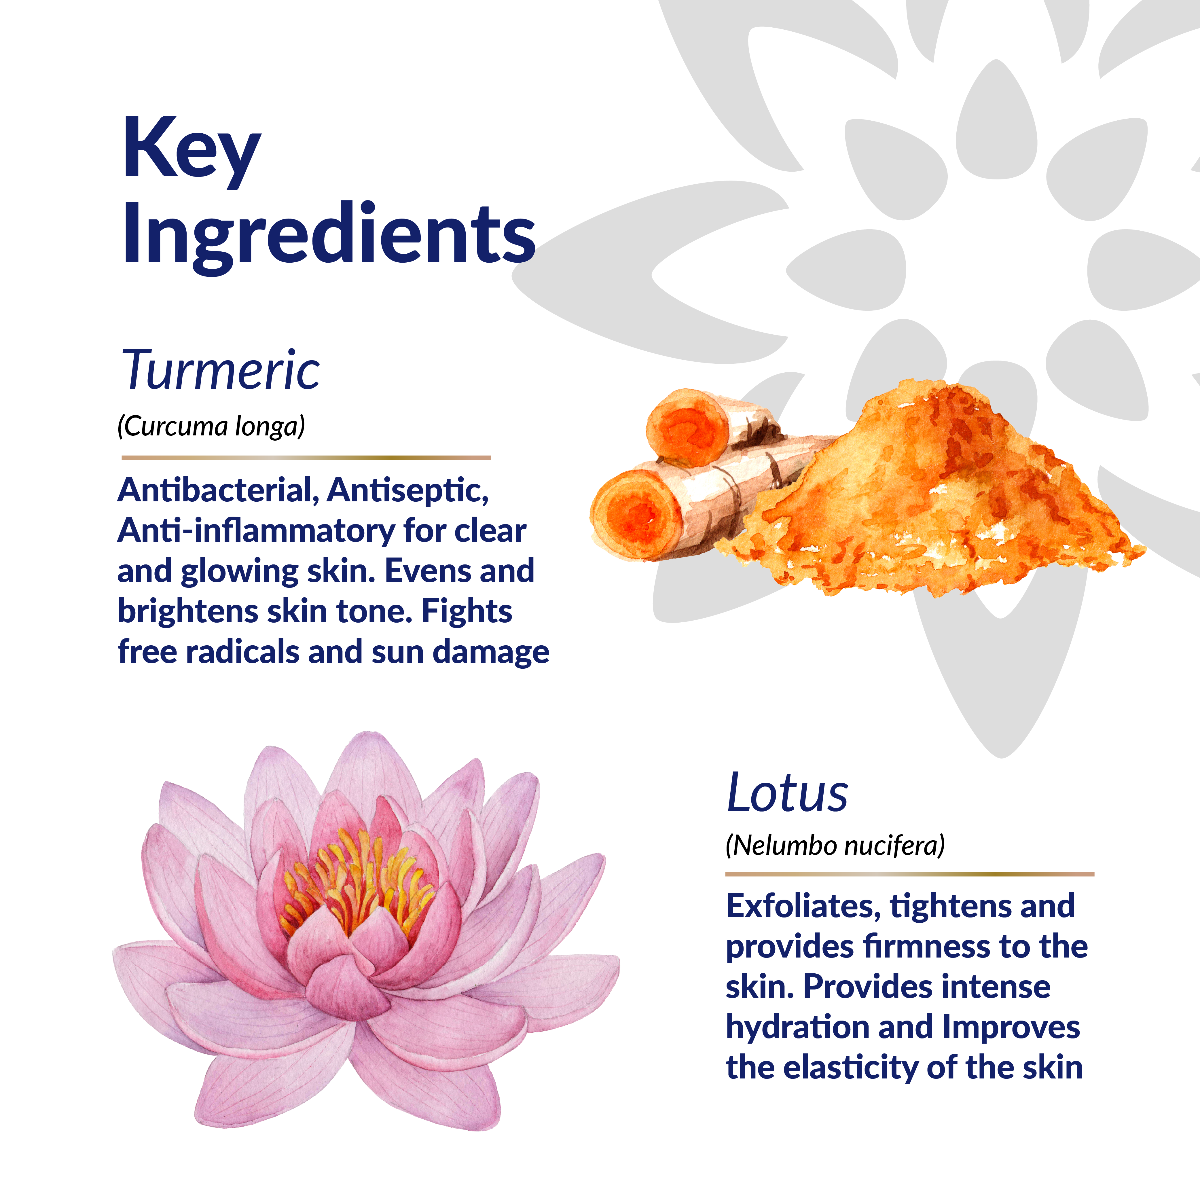 Key
Ingredients
Turmeric
(Curcuma longa)
Antibacterial, Antiseptic,
Anti-inflammatory for clear
and glowing skin. Evens and
brightens skin tone. Fights
free radicals and sun damage
Lotus
(Nelumbo nucifera)
Exfoliates, tightens and
provides firmness to the
skin. Provides intense
hydration and Improves
the elasticity of the skin